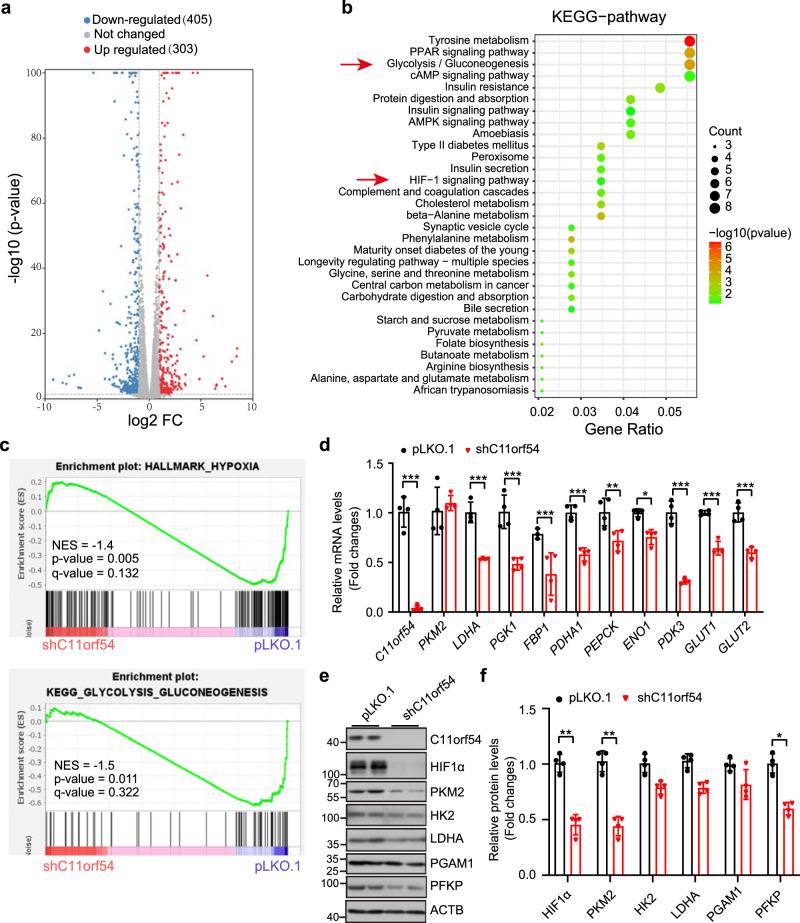 a
Down-regulated (405)
Not changed
Up regulated (303)
100
80
60
40
20
0
-log10 (p-value)
-10
-5
0
5
10
log2 FC
b
KEGG−pathway
Tyrosine metabolism
PPAR signaling pathway
Glycolysis / Gluconeogenesis
cAMP signaling pathway
Insulin resistance
Protein digestion and absorption
Insulin signaling pathway
AMPK signaling pathway
Amoebiasis
Type II diabetes mellitus
Peroxisome
Insulin secretion
HIF−1 signaling pathway
Complement and coagulation cascades
Cholesterol metabolism
beta−Alanine metabolism
Synaptic vesicle cycle
Phenylalanine metabolism
Maturity onset diabetes of the young
Longevity regulating pathway − multiple species
Glycine, serine and threonine metabolism
Central carbon metabolism in cancer
Carbohydrate digestion and absorption
Bile secretion
Starch and sucrose metabolism
Pyruvate metabolism
Folate biosynthesis
Butanoate metabolism
Arginine biosynthesis
Alanine, aspartate and glutamate metabolism
African trypanosomiasis
0.02
0.03
0.04
0.05
Gene Ratio
Count
3
4
5
6
7
8
−log10(pvalue)
6
5
4
3
2
c
Enrichment plot: HALLMARK_HYPOXIA
Enrichment score (ES)
0.2
0.1
0.0
-0.1
-0.2
-0.3
-0.4
-0.5
NES = -1.4
p-value = 0.005
q-value = 0.132
shC11orf54
pLKO.1
Enrichment plot:
KEGG_GLYCOLYSIS_GLUCONEOGENESIS
Enrichment score (ES)
0.1
0.0
-0.1
-0.2
-0.3
-0.4
-0.5
-0.6
NES = -1.5
p-value = 0.011
q-value = 0.322
shC11orf54
pLKO.1
d
pLKO.1
shC11orf54
Relative mRNA levels
(Fold changes)
1.5
1.0
0.5
0.0
***
***
***
***
***
**
*
***
***
***
C11orf54
PKM2
LDHA
PGK1
FBP1
PDHA1
PEPCK
ENO1
PDK3
GLUT1
GLUT2
e
pLKO.1
shC11orf54
40
C11orf54
100
HIF1α
70
55
PKM2
100
HK2
35
LDHA
35
25
PGAM1
100
PFKP
40
ACTB
f
pLKO.1
shC11orf54
Relative protein levels
(Fold changes)
1.5
1.0
0.5
0.0
**
**
*
HIF1α
PKM2
HK2
LDHA
PGAM1
PFKP